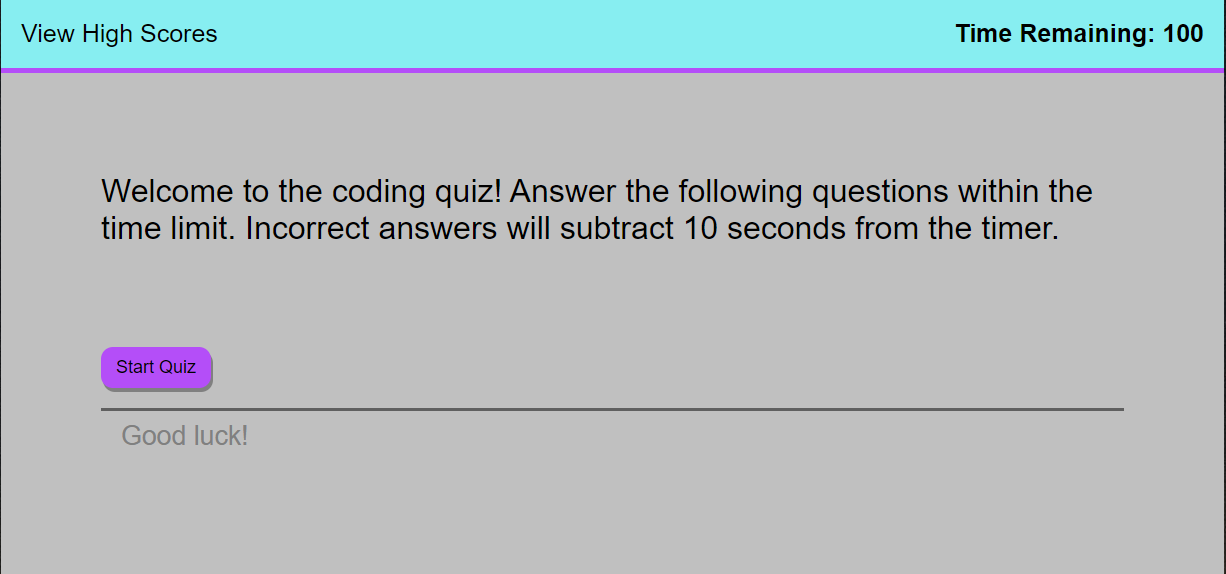 View High Scores
Time Remaining: 100
Welcome to the coding quiz! Answer the following questions within the
time limit. Incorrect answers will subtract 10 seconds from the timer.
Start Quiz
Good luck!